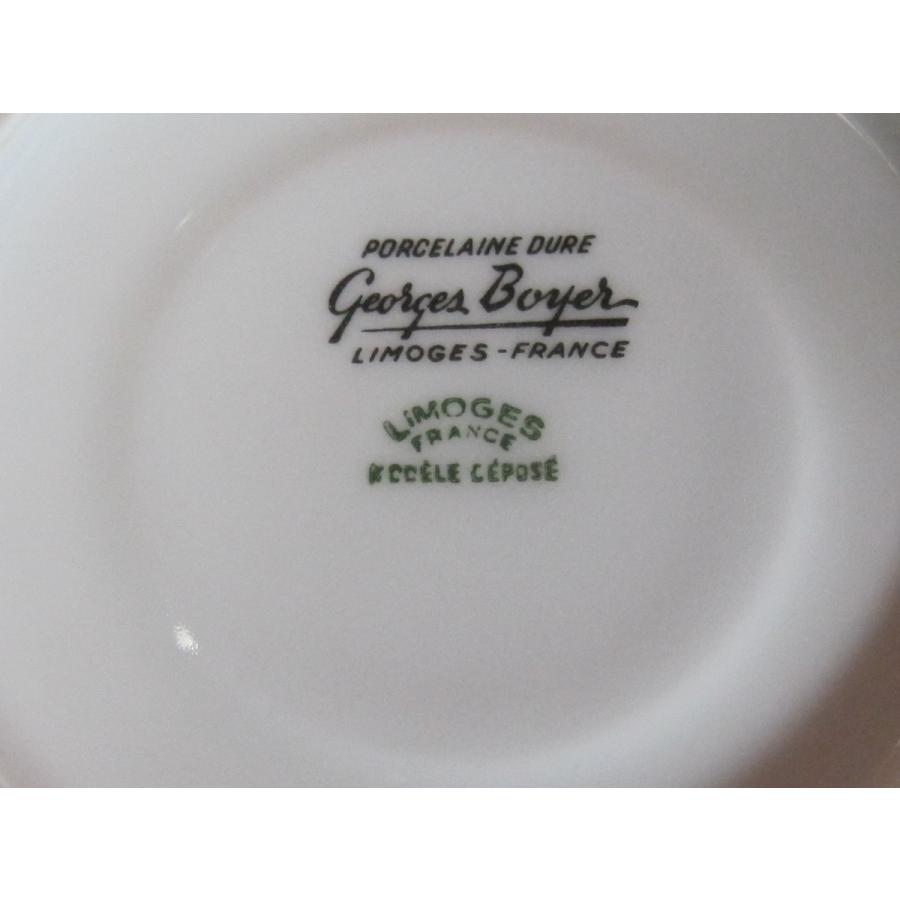 PORCELAINE DURE
Georges Boyer
LIMOGES - FRANCE
LIMOGES
FRANCE
MODÈLE DÉPOSÉ